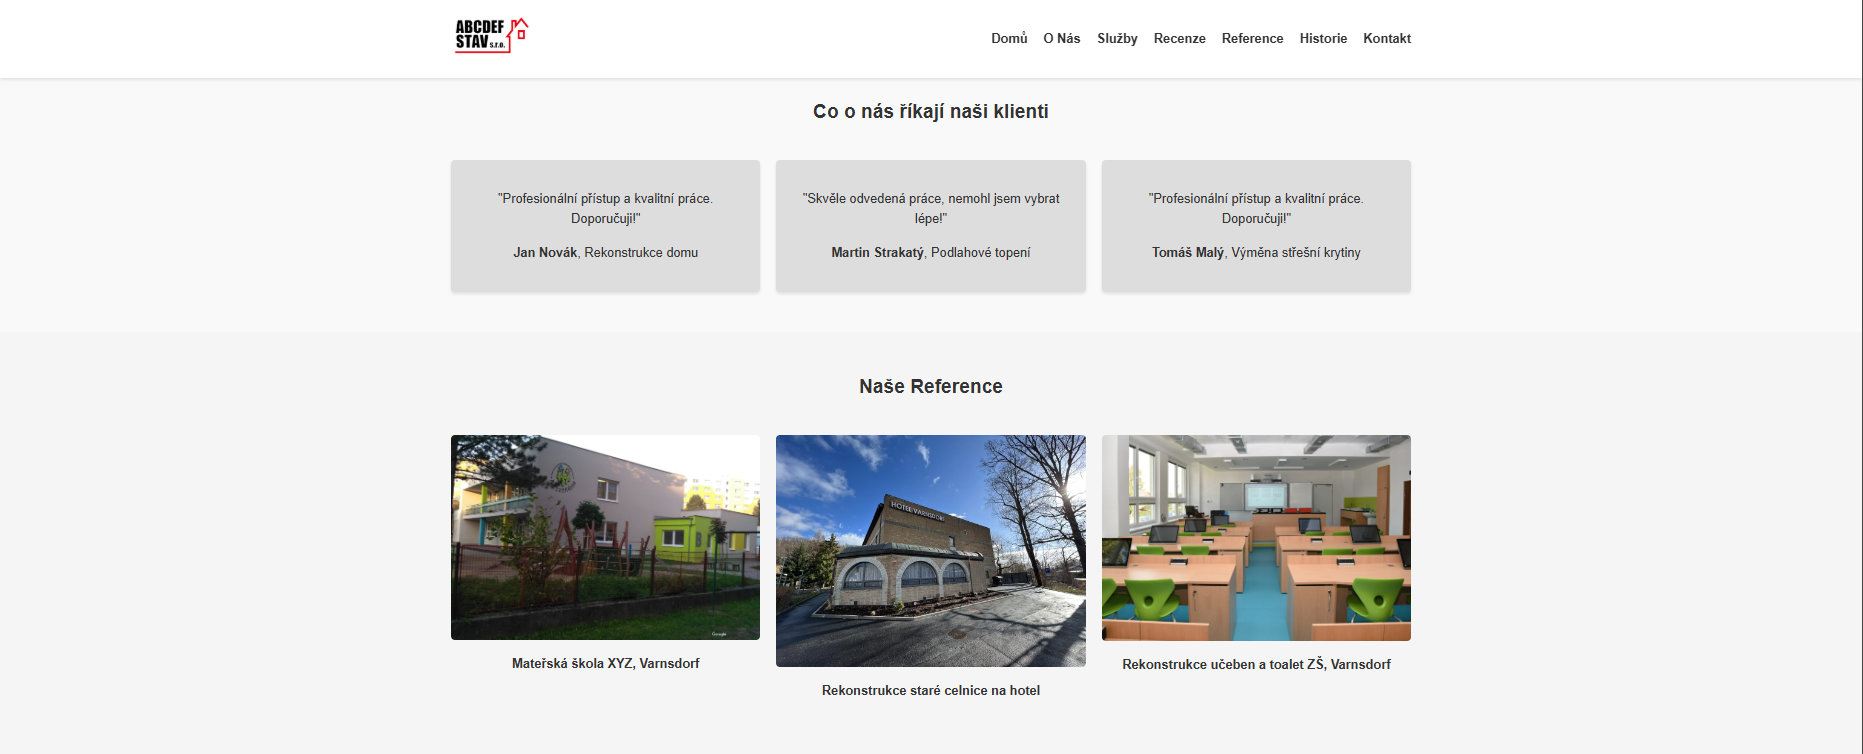 ABCDEF
STAV s.r.o.
Domů O Nás Služby Recenze Reference Historie Kontakt
Co o nás říkají naši klienti
"Profesionální přístup a kvalitní práce.
Doporučuji!"
Jan Novák, Rekonstrukce domu
"Skvěle odvedená práce, nemohl jsem vybrat
lépe!"
Martin Strakatý, Podlahové topení
"Profesionální přístup a kvalitní práce.
Doporučuji!"
Tomáš Malý, Výměna střešní krytiny
Naše Reference
Google
Mateřská škola XYZ, Varnsdorf
HOTEL VARNSDORF
Rekonstrukce staré celnice na hotel
Rekonstrukce učeben a toalet ZŠ, Varnsdorf